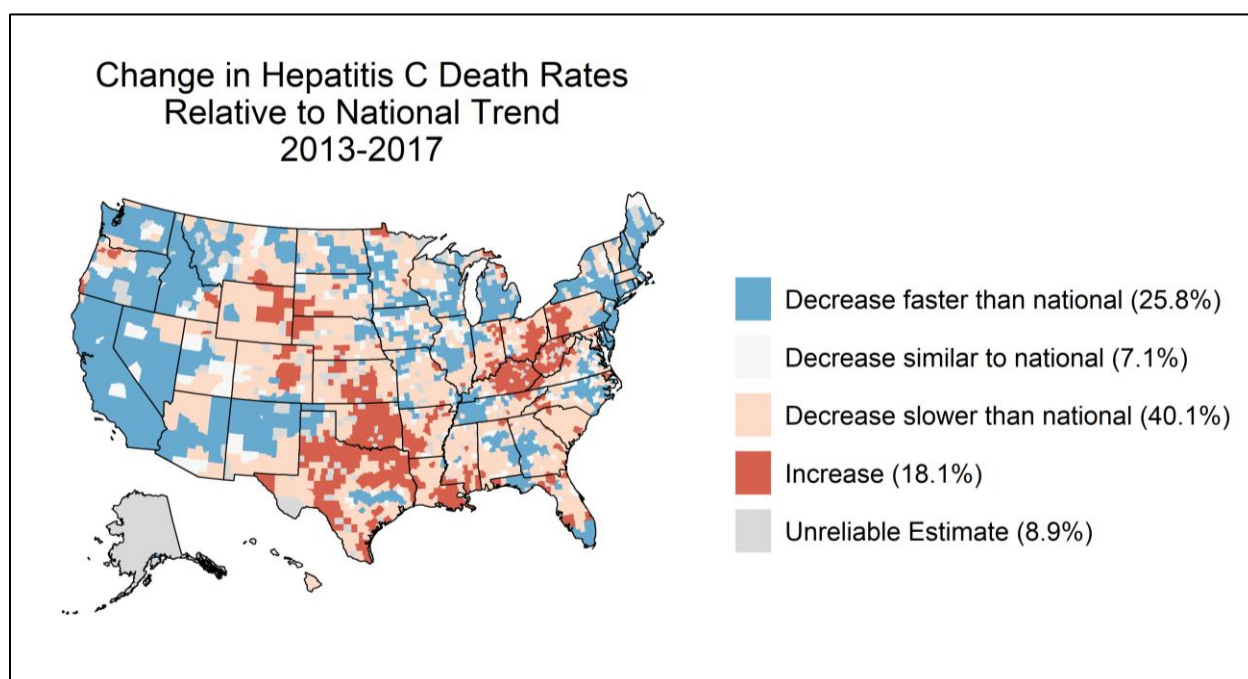 Change in Hepatitis C Death Rates
Relative to National Trend
2013-2017
Decrease faster than national (25.8%)
Decrease similar to national (7.1%)
Decrease slower than national (40.1%)
Increase (18.1%)
Unreliable Estimate (8.9%)